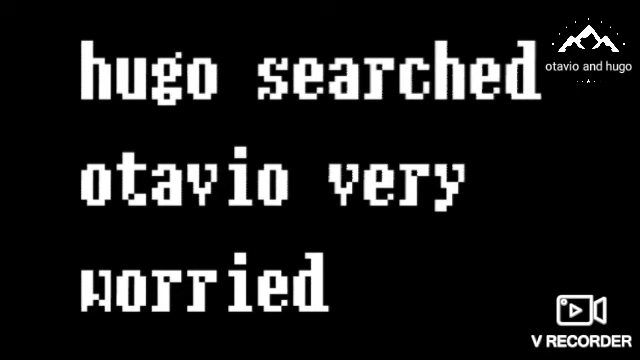 hugo searched
otavio and hugo
otavio very
worried
V RECORDER